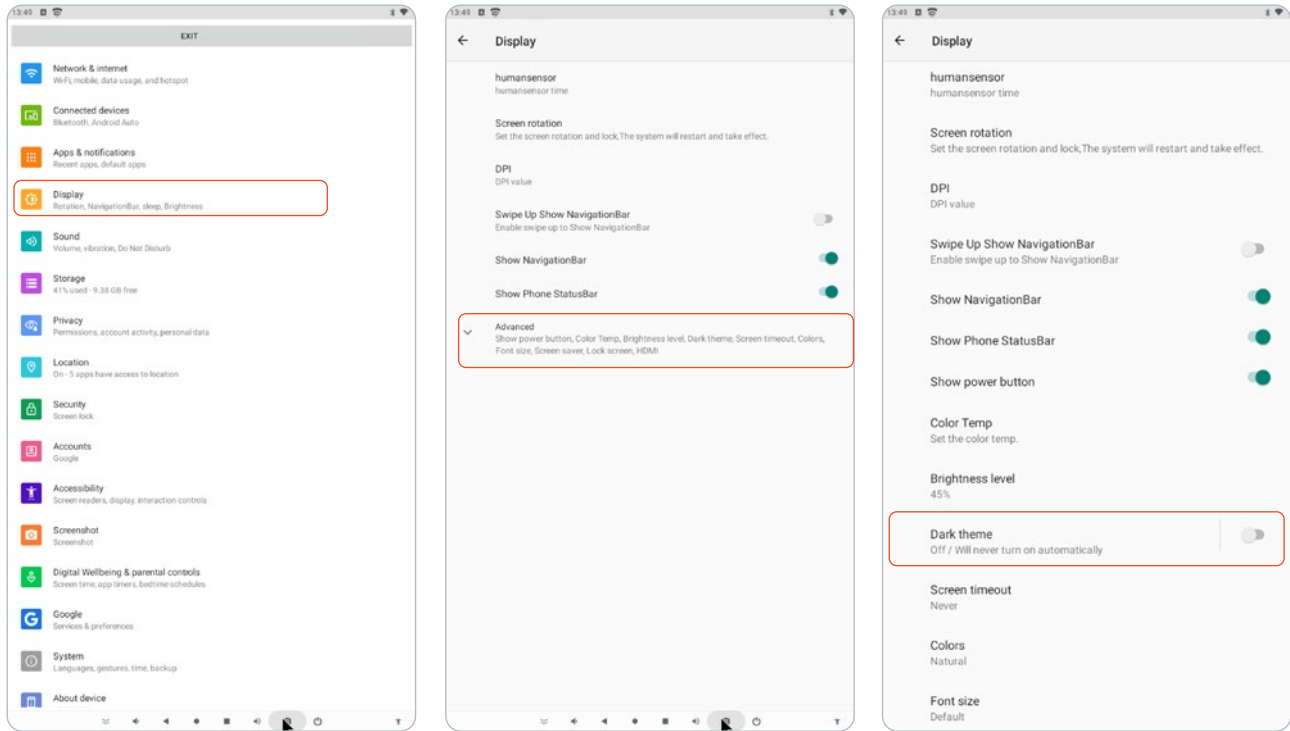 13:41
EXIT
Network & internet
Wi-Fi, mobile, data usage, and hotspot
Connected devices
Bluetooth, Android Auto
Apps & notifications
Recent apps, default apps
Display
Rotation, NavigationBar, sleep, Brightness
Sound
Volume, vibration, Do Not Disturb
Storage
41% used - 9.38 GB free
Privacy
Permissions, account activity, personal data
Location
On - 5 apps have access to location
Security
Screen lock
Accounts
Google
Accessibility
Screen readers, display, interaction controls
Screenshot
Screenshot
Digital Wellbeing & parental controls
Screen time, app timers, bedtime schedules
Google
Services & preferences
System
Languages, gestures, time, backup
About device
13:41
Display
humansensor
humansensor time
Screen rotation
Set the screen rotation and lock,The system will restart and take effect.
DPI
DPI value
Swipe Up Show NavigationBar
Enable swipe up to Show NavigationBar
Show NavigationBar
Show Phone StatusBar
Advanced
Show power button, Color Temp, Brightness level, Dark theme, Screen timeout, Colors,
Font size, Screen saver, Lock screen, HDMI
13:41
Display
humansensor
humansensor time
Screen rotation
Set the screen rotation and lock,The system will restart and take effect.
DPI
DPI value
Swipe Up Show NavigationBar
Enable swipe up to Show NavigationBar
Show NavigationBar
Show Phone StatusBar
Show power button
Color Temp
Set the color temp.
Brightness level
45%
Dark theme
Off / Will never turn on automatically
Screen timeout
Never
Colors
Natural
Font size
Default